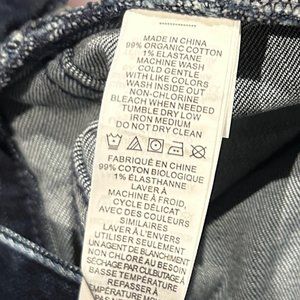 MADE IN CHINA
99% ORGANIC COTTON
1% ELASTANE
MACHINE WASH
COLD GENTLE
WITH LIKE COLORS
WASH INSIDE OUT
NON-CHLORINE
BLEACH WHEN NEEDED
TUMBLE DRY LOW
IRON MEDIUM
DO NOT DRY CLEAN
FABRIQUÉ EN CHINE
99% COTON BIOLOGIQUE
1% ÉLASTHANNE
LAVER À
MACHINE À FROID,
CYCLE DÉLICAT
AVEC DES COULEURS
SIMILAIRES
LAVER À L'ENVERS
UTILISER SEULEMENT
UN AGENT DE BLANCHIMENT
NON CHLORÉ AU BESOIN
SÉCHAGE PAR CULBUTAGE À
BASSE TEMPÉRATURE
TEMPÉRATURE